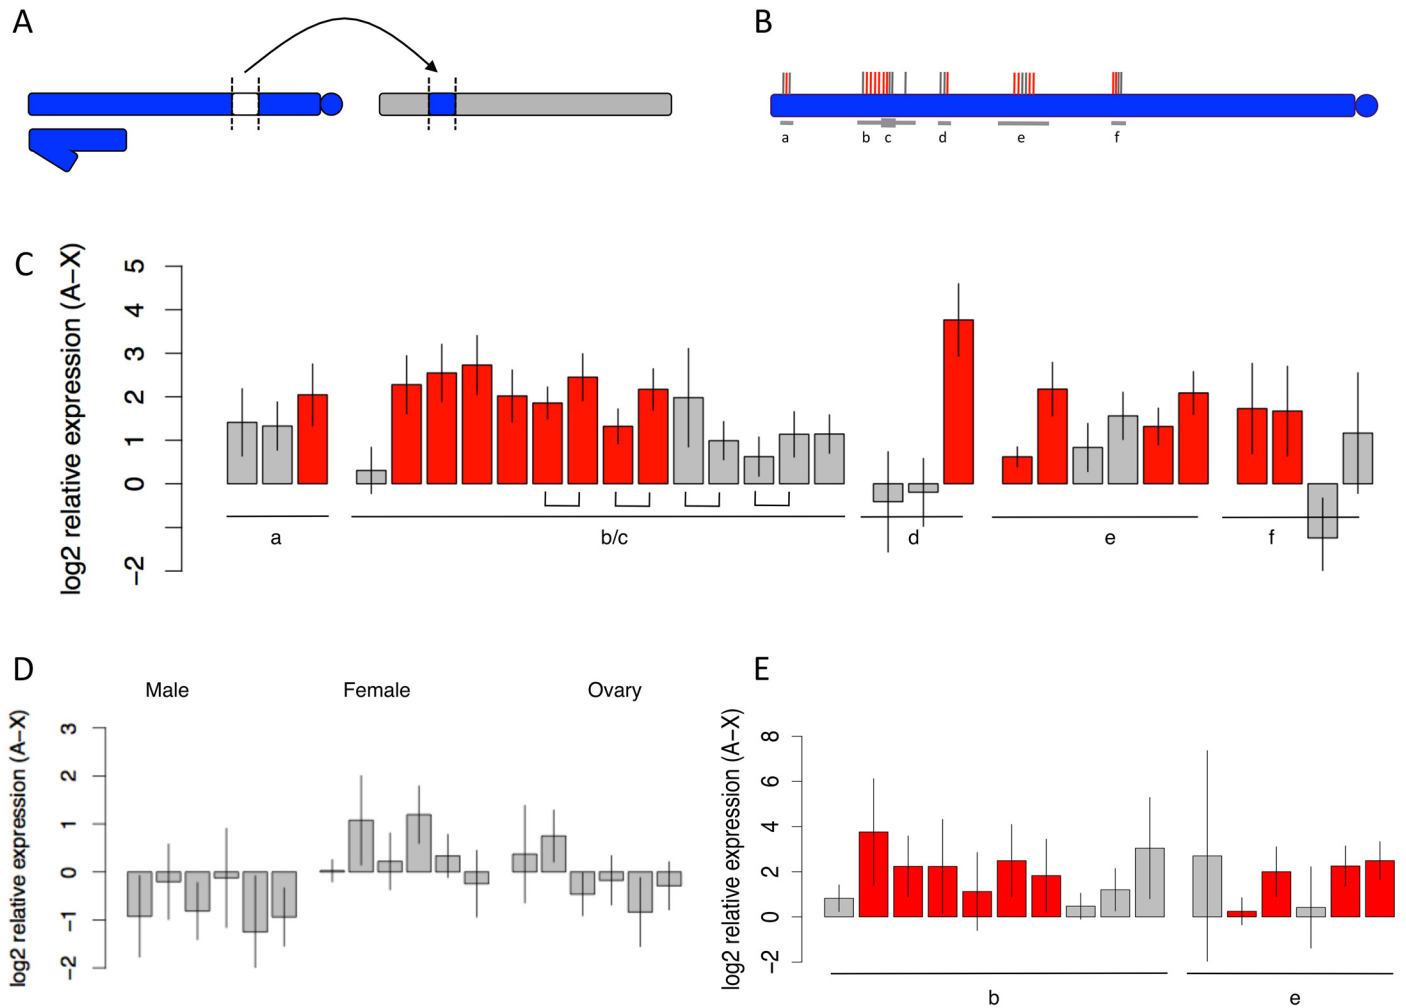 A
B
a b c d e f
C
log2 relative expression (A−X)
5
4
3
2
1
0
−2
a b/c d e f
D
Male Female Ovary
log2 relative expression (A−X)
3
2
1
0
−1
−2
E
log2 relative expression (A−X)
8
6
4
2
0
−2
b e